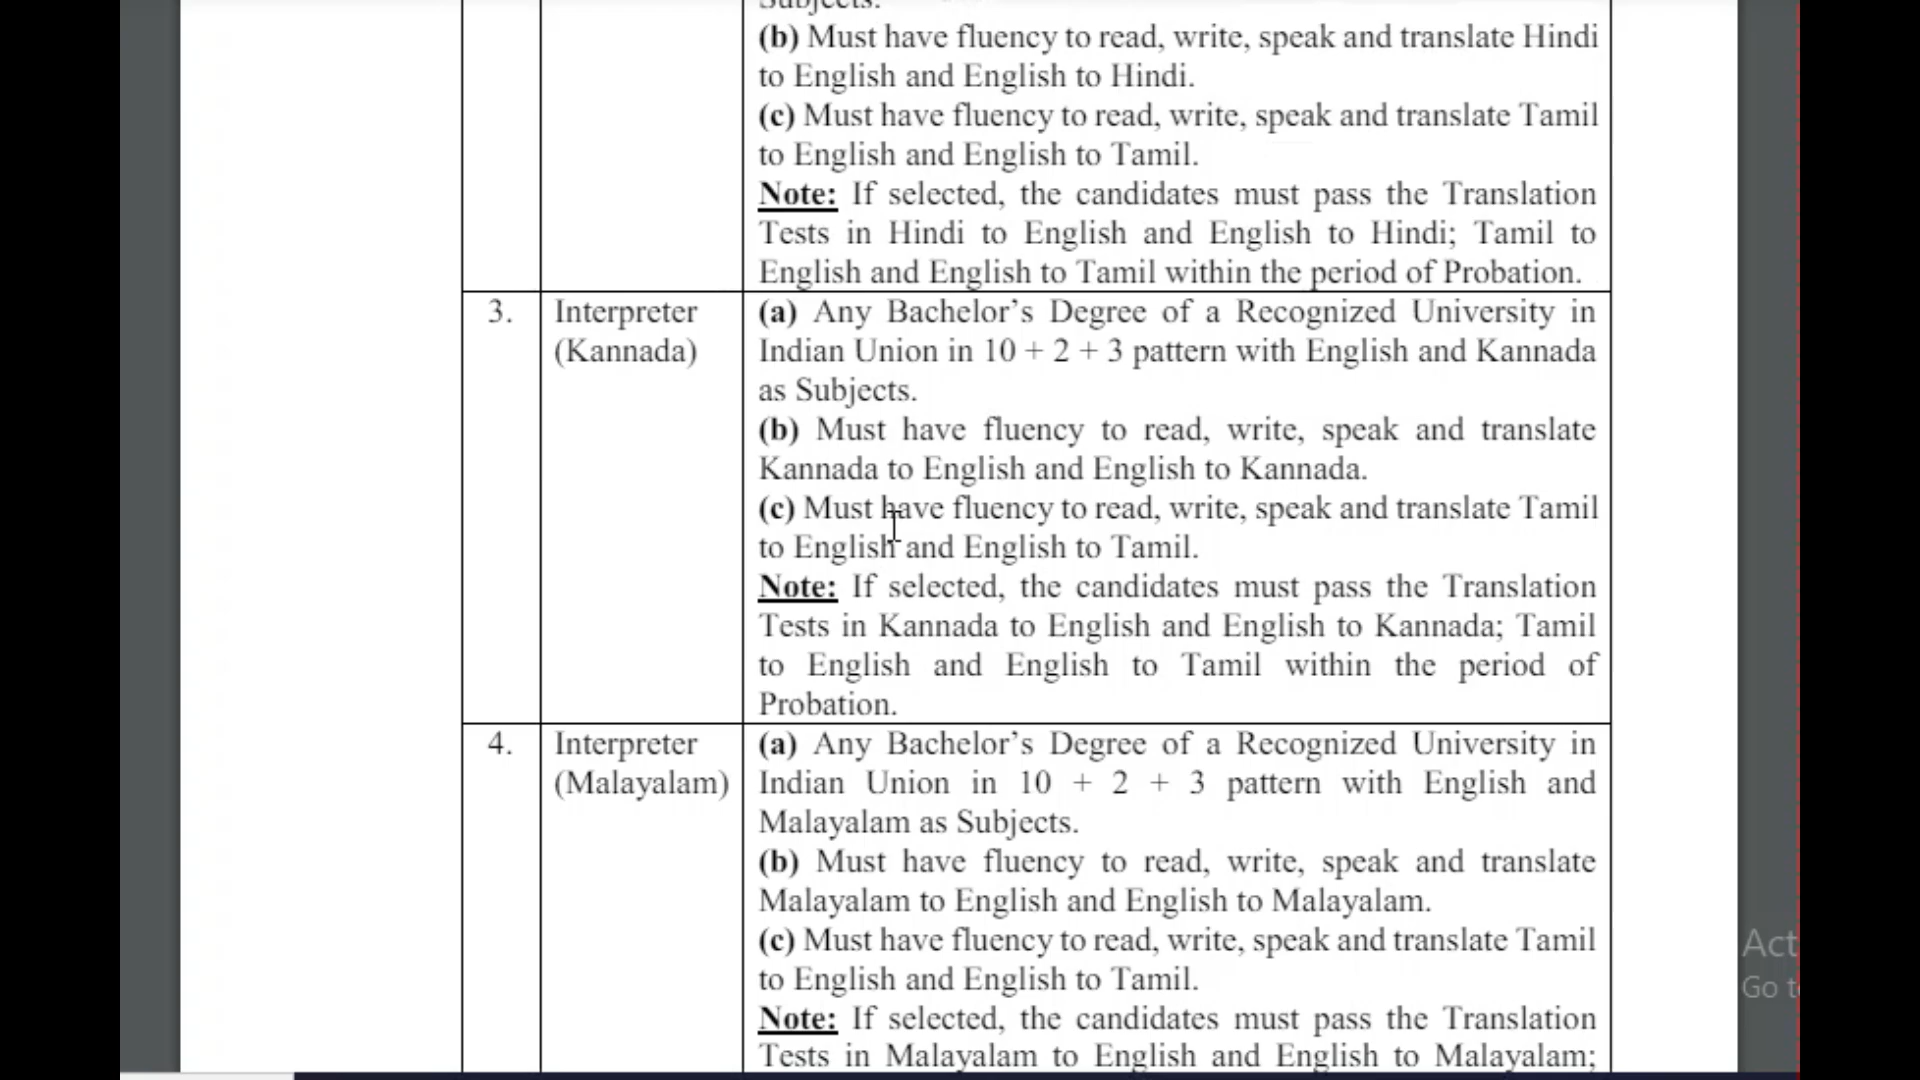 Subjects.
(b) Must have fluency to read, write, speak and translate Hindi
to English and English to Hindi.
(c) Must have fluency to read, write, speak and translate Tamil
to English and English to Tamil.
Note: If selected, the candidates must pass the Translation
Tests in Hindi to English and English to Hindi; Tamil to
English and English to Tamil within the period of Probation.
3.
Interpreter
(Kannada)
(a) Any Bachelor’s Degree of a Recognized University in
Indian Union in 10 + 2 + 3 pattern with English and Kannada
as Subjects.
(b) Must have fluency to read, write, speak and translate
Kannada to English and English to Kannada.
(c) Must have fluency to read, write, speak and translate Tamil
to English and English to Tamil.
Note: If selected, the candidates must pass the Translation
Tests in Kannada to English and English to Kannada; Tamil
to English and English to Tamil within the period of
Probation.
4.
Interpreter
(Malayalam)
(a) Any Bachelor’s Degree of a Recognized University in
Indian Union in 10 + 2 + 3 pattern with English and
Malayalam as Subjects.
(b) Must have fluency to read, write, speak and translate
Malayalam to English and English to Malayalam.
(c) Must have fluency to read, write, speak and translate Tamil
to English and English to Tamil.
Note: If selected, the candidates must pass the Translation
Tests in Malayalam to English and English to Malayalam;
Act
Go t